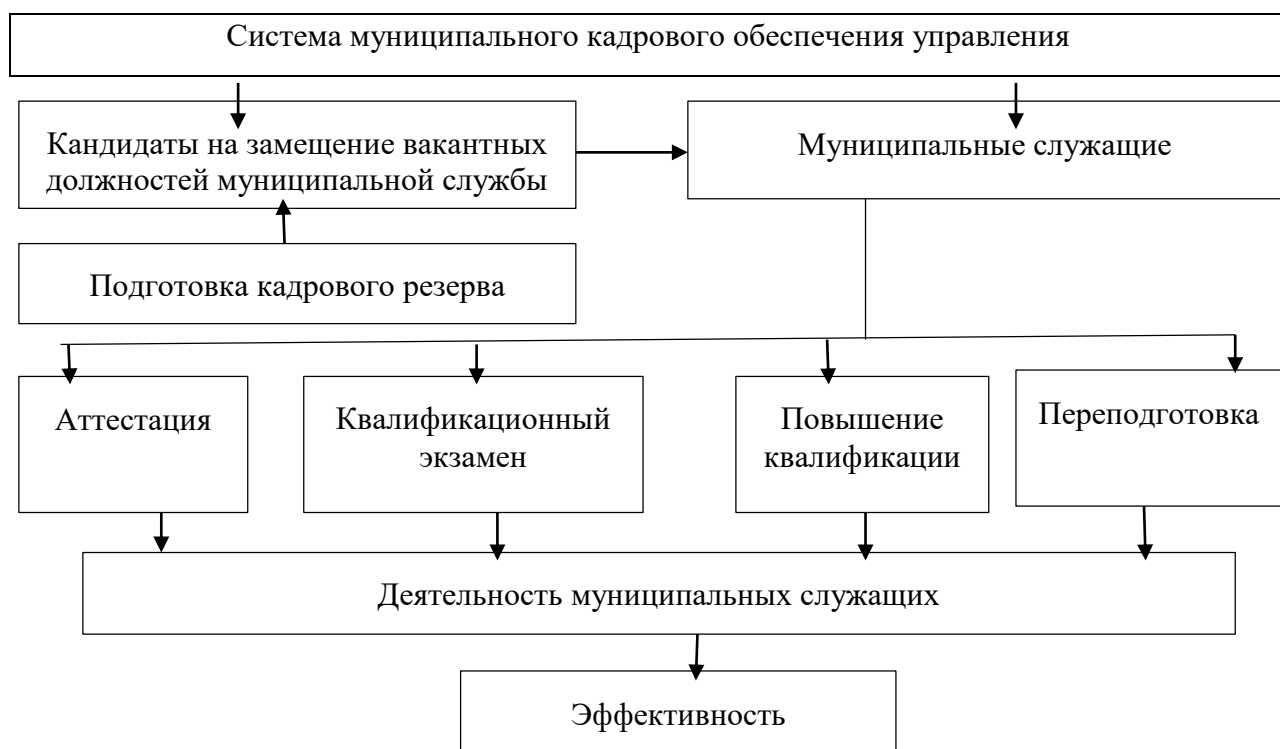 Система муниципального кадрового обеспечения управления
Кандидаты на замещение вакантных
должностей муниципальной службы
Муниципальные служащие
Подготовка кадрового резерва
Аттестация
Квалификационный
экзамен
Повышение
квалификации
Переподготовка
Деятельность муниципальных служащих
Эффективность